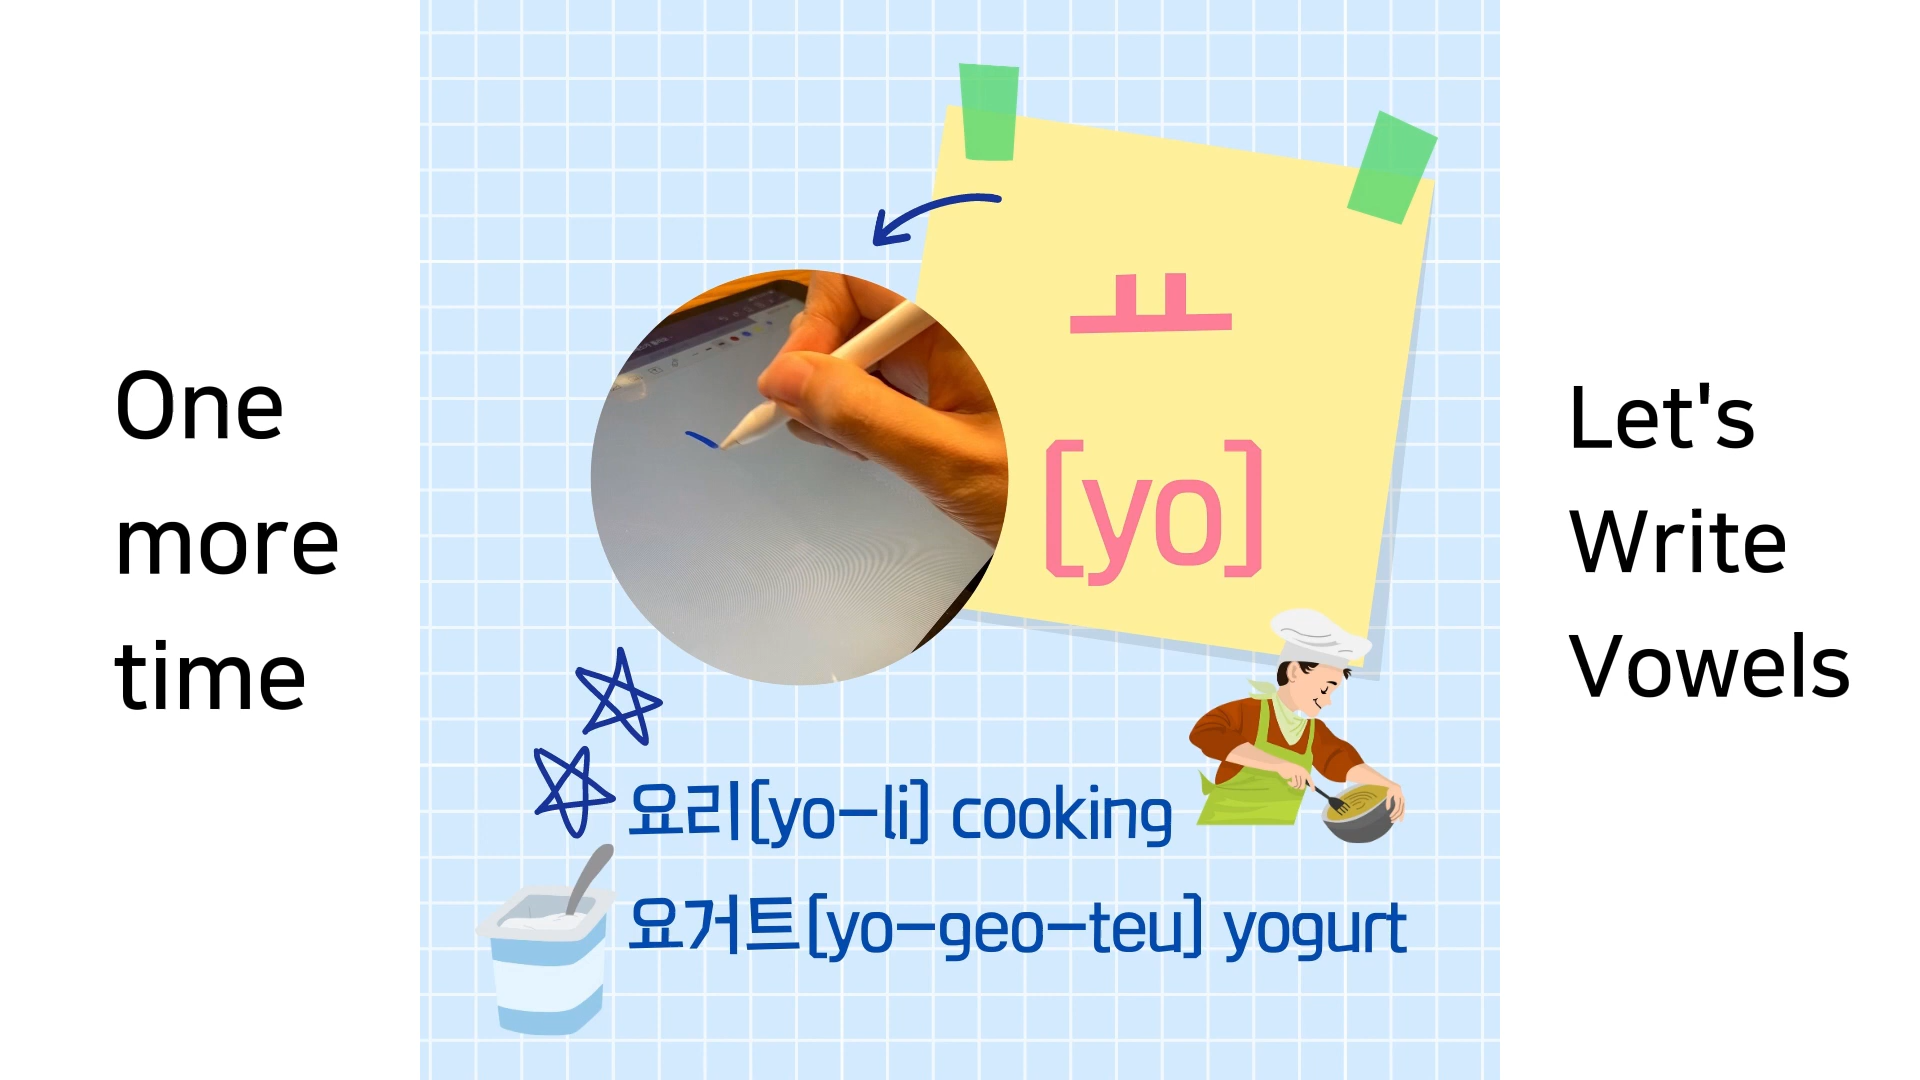 One
more
time
ㅛ
[yo]
요리[yo-li] cooking
요거트[yo-geo-teu] yogurt
Let's
Write
Vowels